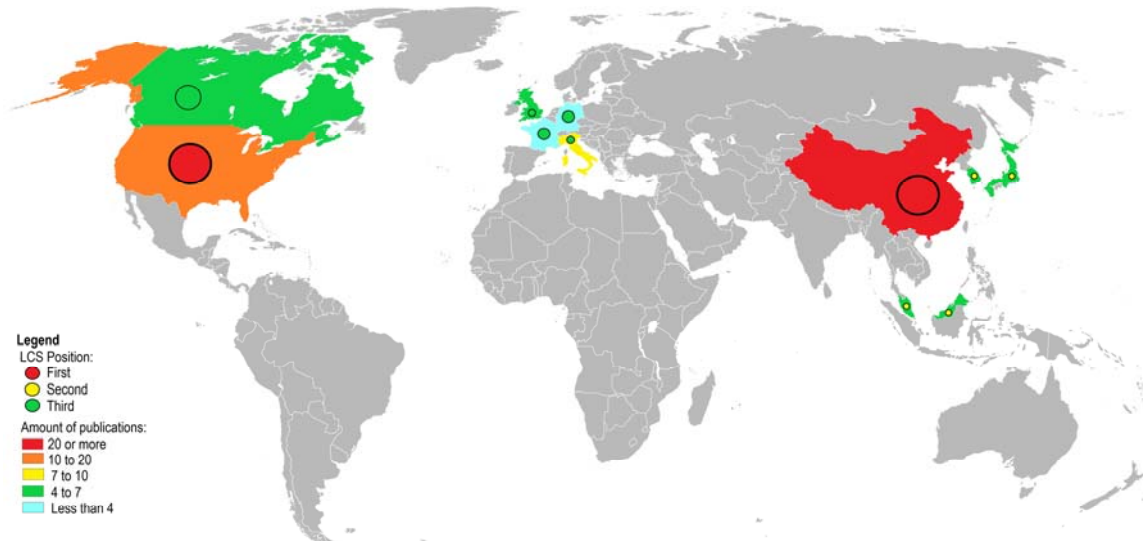 Legend
LCS Position:
First
Second
Third
Amount of publications:
20 or more
10 to 20
7 to 10
4 to 7
Less than 4